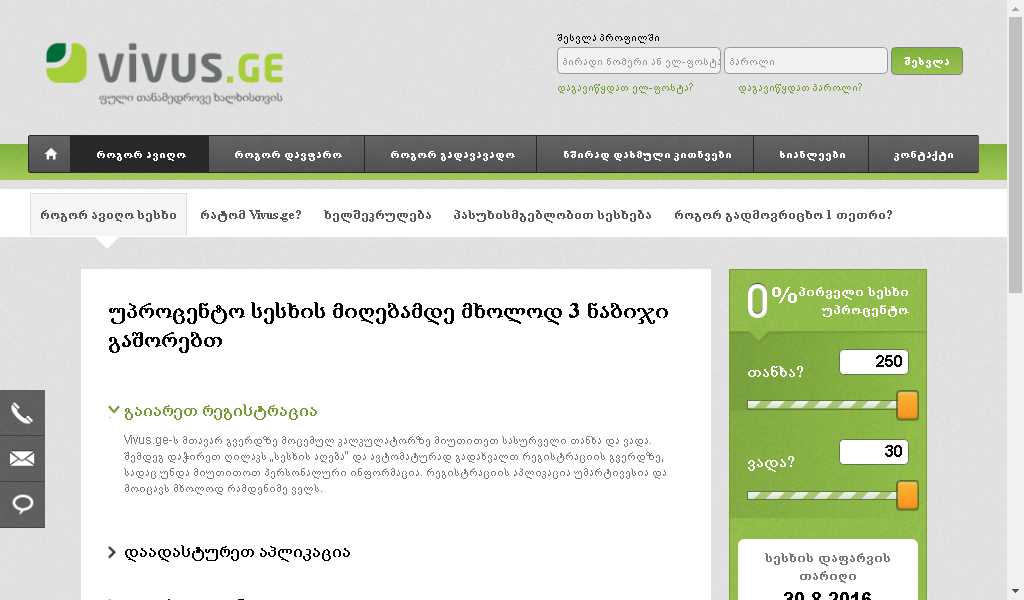 შესვლა პროფილში
პირადი ნომერი ან ელ-ფოსტა
პაროლი
შესვლა
დაგავიწყდათ ელ-ფოსტა?
დაგავიწყდათ პაროლი?
VIVUS.GE
ფული თანამედროვე ხალხისთვის
როგორ ავიღო
როგორ დავფარო
როგორ გადავავადო
ხშირად დასმული კითხვები
სიახლეები
კონტაქტი
როგორ ავიღო სესხი
რატომ Vivus.ge?
ხელშეკრულება
პასუხისმგებლობით სესხება
როგორ გადმოვრიცხო 1 თეთრი?
უპროცენტო სესხის მიღებამდე მხოლოდ 3 ნაბიჯი
გაშორებთ
გაიარეთ რეგისტრაცია
Vivus.ge-ს მთავარ გვერდზე მოცემულ კალკულატორზე მიუთითეთ სასურველი თანხა და ვადა.
შემდეგ დაჭირეთ ღილაკს „სესხის აღება" და ავტომატურად გადახვალთ რეგისტრაციის გვერდზე,
სადაც უნდა მიუთითოთ პერსონალური ინფორმაცია. რეგისტრაციის აპლიკაცია უმარტივესია და
მოიცავს მხოლოდ რამდენიმე ველს.
დაადასტურეთ აპლიკაცია
0% პირველი სესხი
უპროცენტო
თანხა?
250
ვადა?
30
სესხის დაფარვის
თარიღი
30.8.2016